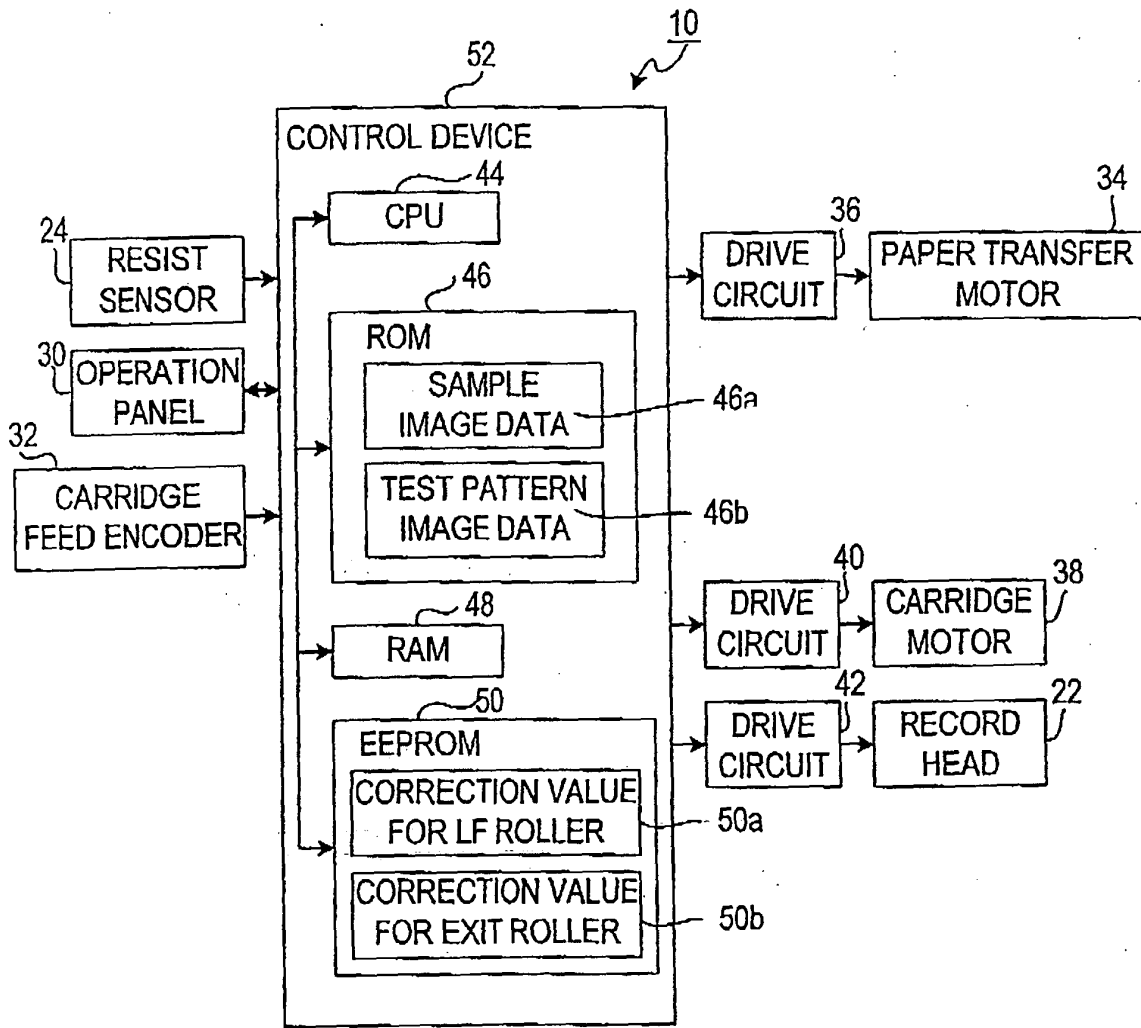 10
52
CONTROL DEVICE
44
CPU
24
RESIST
SENSOR
30
OPERATION
PANEL
32
CARRIDGE
FEED ENCODER
46
ROM
SAMPLE
IMAGE DATA
46a
TEST PATTERN
IMAGE DATA
46b
48
RAM
50
EEPROM
CORRECTION VALUE
FOR LF ROLLER
50a
CORRECTION VALUE
FOR EXIT ROLLER
50b
36
DRIVE
CIRCUIT
34
PAPER TRANSFER
MOTOR
40
DRIVE
CIRCUIT
38
CARRIDGE
MOTOR
42
DRIVE
CIRCUIT
22
RECORD
HEAD